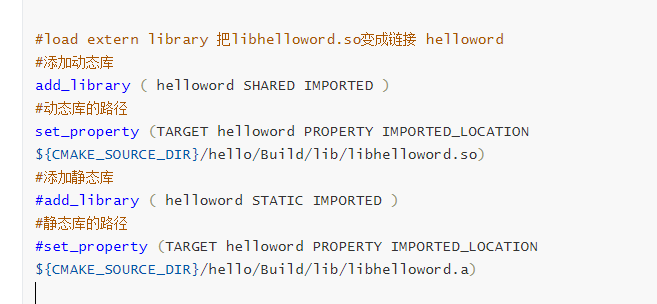 #load extern library 把libhelloword.so变成链接 helloword
#添加动态库
add_library ( helloword SHARED IMPORTED )
#动态库的路径
set_property (TARGET helloword PROPERTY IMPORTED_LOCATION
${CMAKE_SOURCE_DIR}/hello/Build/lib/libhelloword.so)
#添加静态库
#add_library ( helloword STATIC IMPORTED )
#静态库的路径
#set_property (TARGET helloword PROPERTY IMPORTED_LOCATION
${CMAKE_SOURCE_DIR}/hello/Build/lib/libhelloword.a)